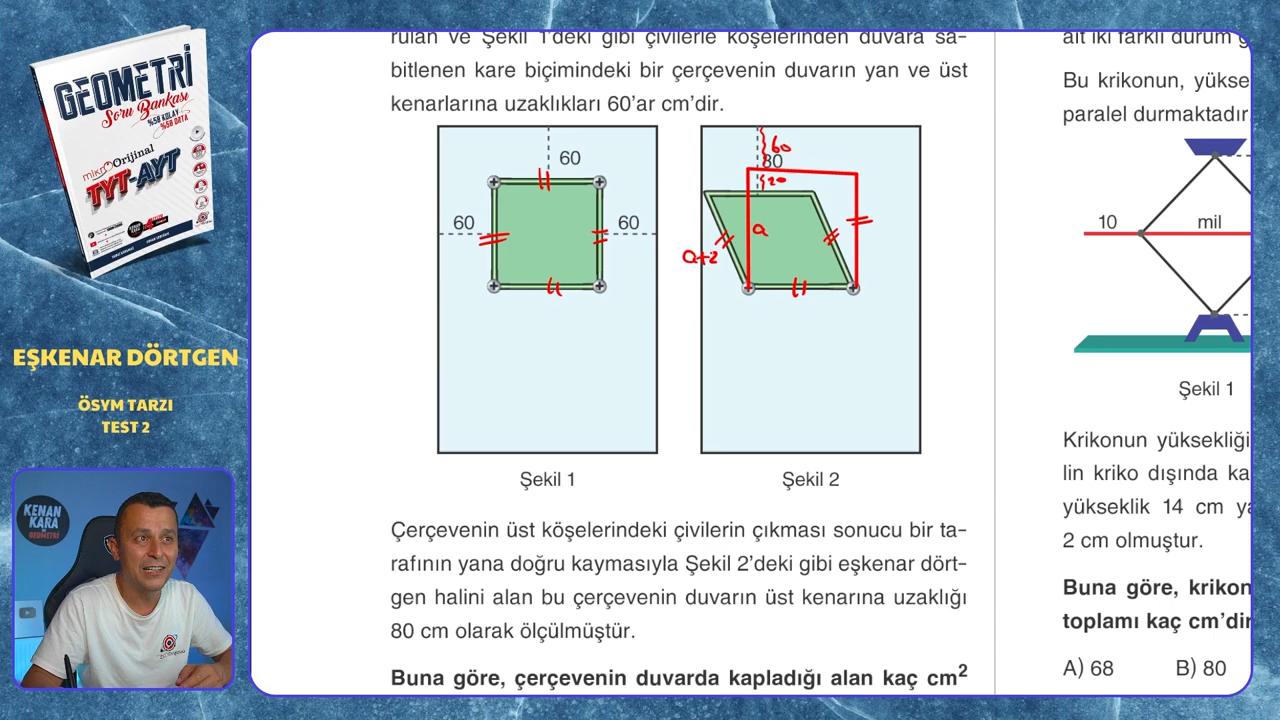 GEOMETRİ
Soru Bankası
%50 KOLAY
%50 ORTA
mikro Orijinal
TYT-AYT
EŞKENAR DÖRTGEN
ÖSYM TARZI
TEST 2
KENAN
KARA
ile
GEOMETRİ
rulan ve Şekil 1'deki gibi çivilerle köşelerinden duvara sa-
bitlenen kare biçimindeki bir çerçevenin duvarın yan ve üst
kenarlarına uzaklıkları 60'ar cm'dir.
60
60
60
Şekil 1
60
80
20
a
a+2
Şekil 2
Çerçevenin üst köşelerindeki çivilerin çıkması sonucu bir ta-
rafının yana doğru kaymasıyla Şekil 2'deki gibi eşkenar dört-
gen halini alan bu çerçevenin duvarın üst kenarına uzaklığı
80 cm olarak ölçülmüştür.
Buna göre, çerçevenin duvarda kapladığı alan kaç cm²
ait iki farklı durum g
Bu krikonun, yükse
paralel durmaktadır
10
mil
Şekil 1
Krikonun yüksekliği
lin kriko dışında ka
yükseklik 14 cm ya
2 cm olmuştur.
Buna göre, krikon
toplamı kaç cm'dir
A) 68 B) 80